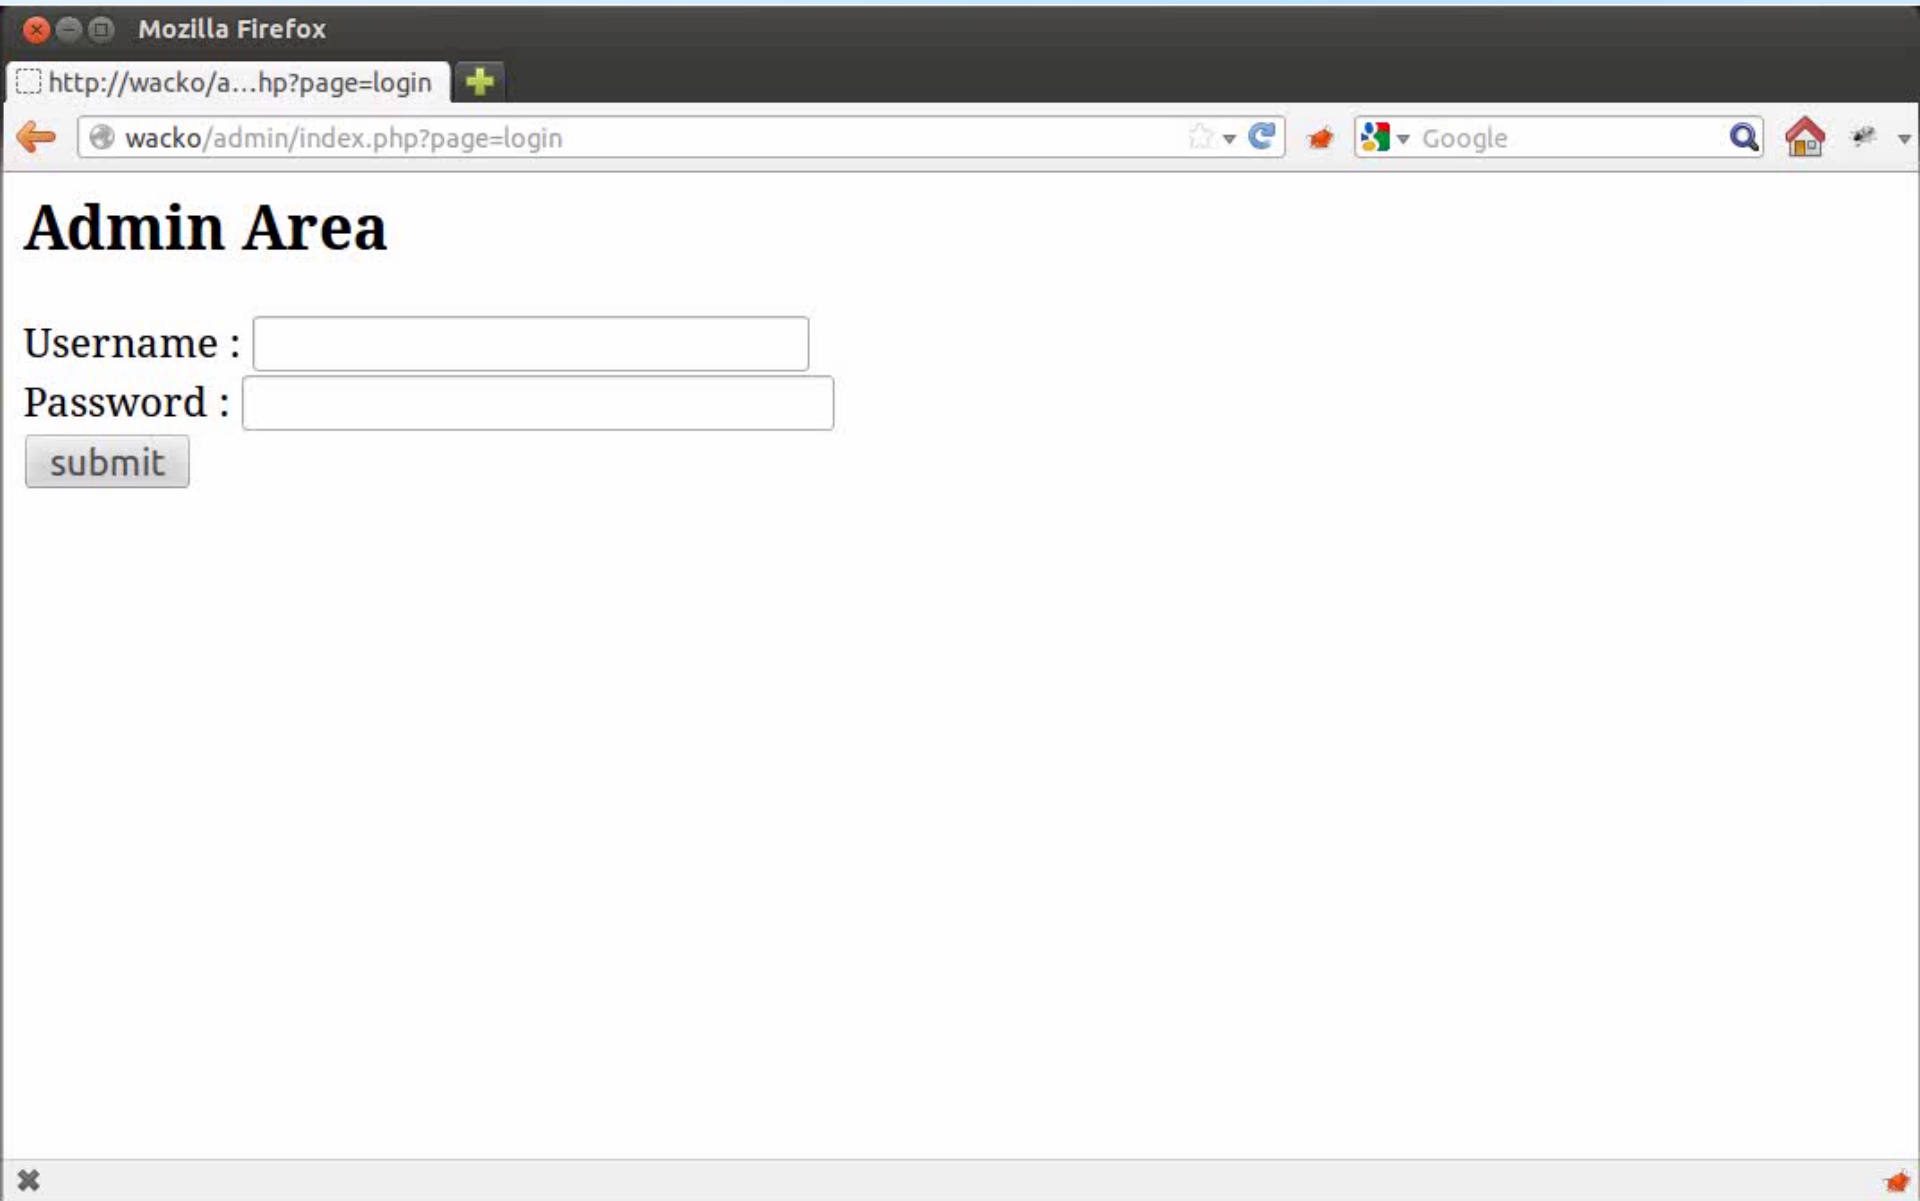 Mozilla Firefox
http://wacko/a...hp?page=login
wacko/admin/index.php?page=login
Google
Admin Area
Username :
Password :
submit